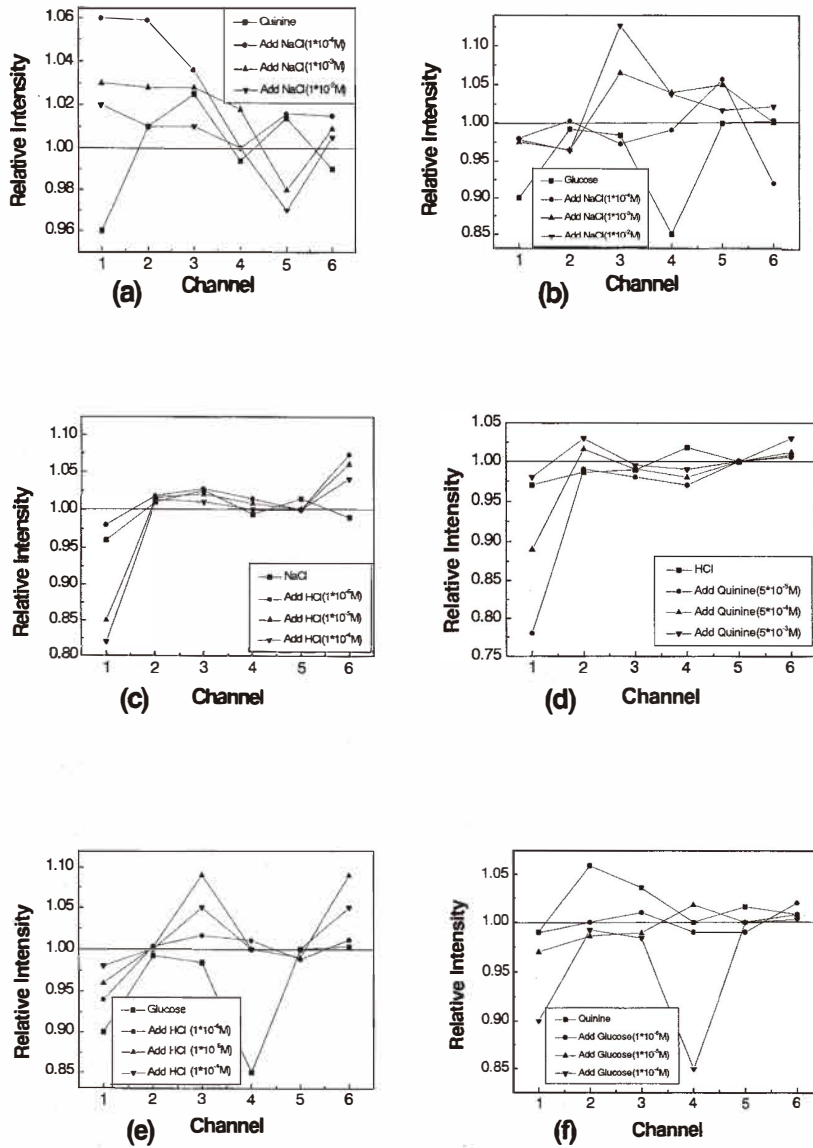 (a)
Relative Intensity
1.06
1.04
1.02
1.00
0.98
0.96
Quinine
Add NaCl(1*10⁻⁴M)
Add NaCl(1*10⁻³M)
Add NaCl(1*10⁻²M)
1 2 3 4 5 6
Channel
(b)
Relative Intensity
1.10
1.05
1.00
0.95
0.90
0.85
Glucose
Add NaCl(1*10⁻⁴M)
Add NaCl(1*10⁻³M)
Add NaCl(1*10⁻²M)
1 2 3 4 5 6
Channel
(c)
Relative Intensity
1.10
1.05
1.00
0.95
0.90
0.85
0.80
NaCl
Add HCl(1*10⁻⁶M)
Add HCl(1*10⁻⁵M)
Add HCl(1*10⁻⁴M)
1 2 3 4 5 6
Channel
(d)
Relative Intensity
1.05
1.00
0.95
0.90
0.85
0.80
0.75
HCl
Add Quinine(5*10⁻⁵M)
Add Quinine(5*10⁻⁴M)
Add Quinine(5*10⁻³M)
1 2 3 4 5 6
Channel
(e)
Relative Intensity
1.10
1.05
1.00
0.95
0.90
0.85
Glucose
Add HCl
Add HCl
Add HCl (1*10⁻⁴M)
1 2 3 4 5 6
Channel
(f)
Relative Intensity
1.05
1.00
0.95
0.90
0.85
Quinine
Add Glucose(1*10⁻⁶M)
Add Glucose(1*10⁻⁵M)
Add Glucose(1*10⁻⁴M)
1 2 3 4 5 6
Channel